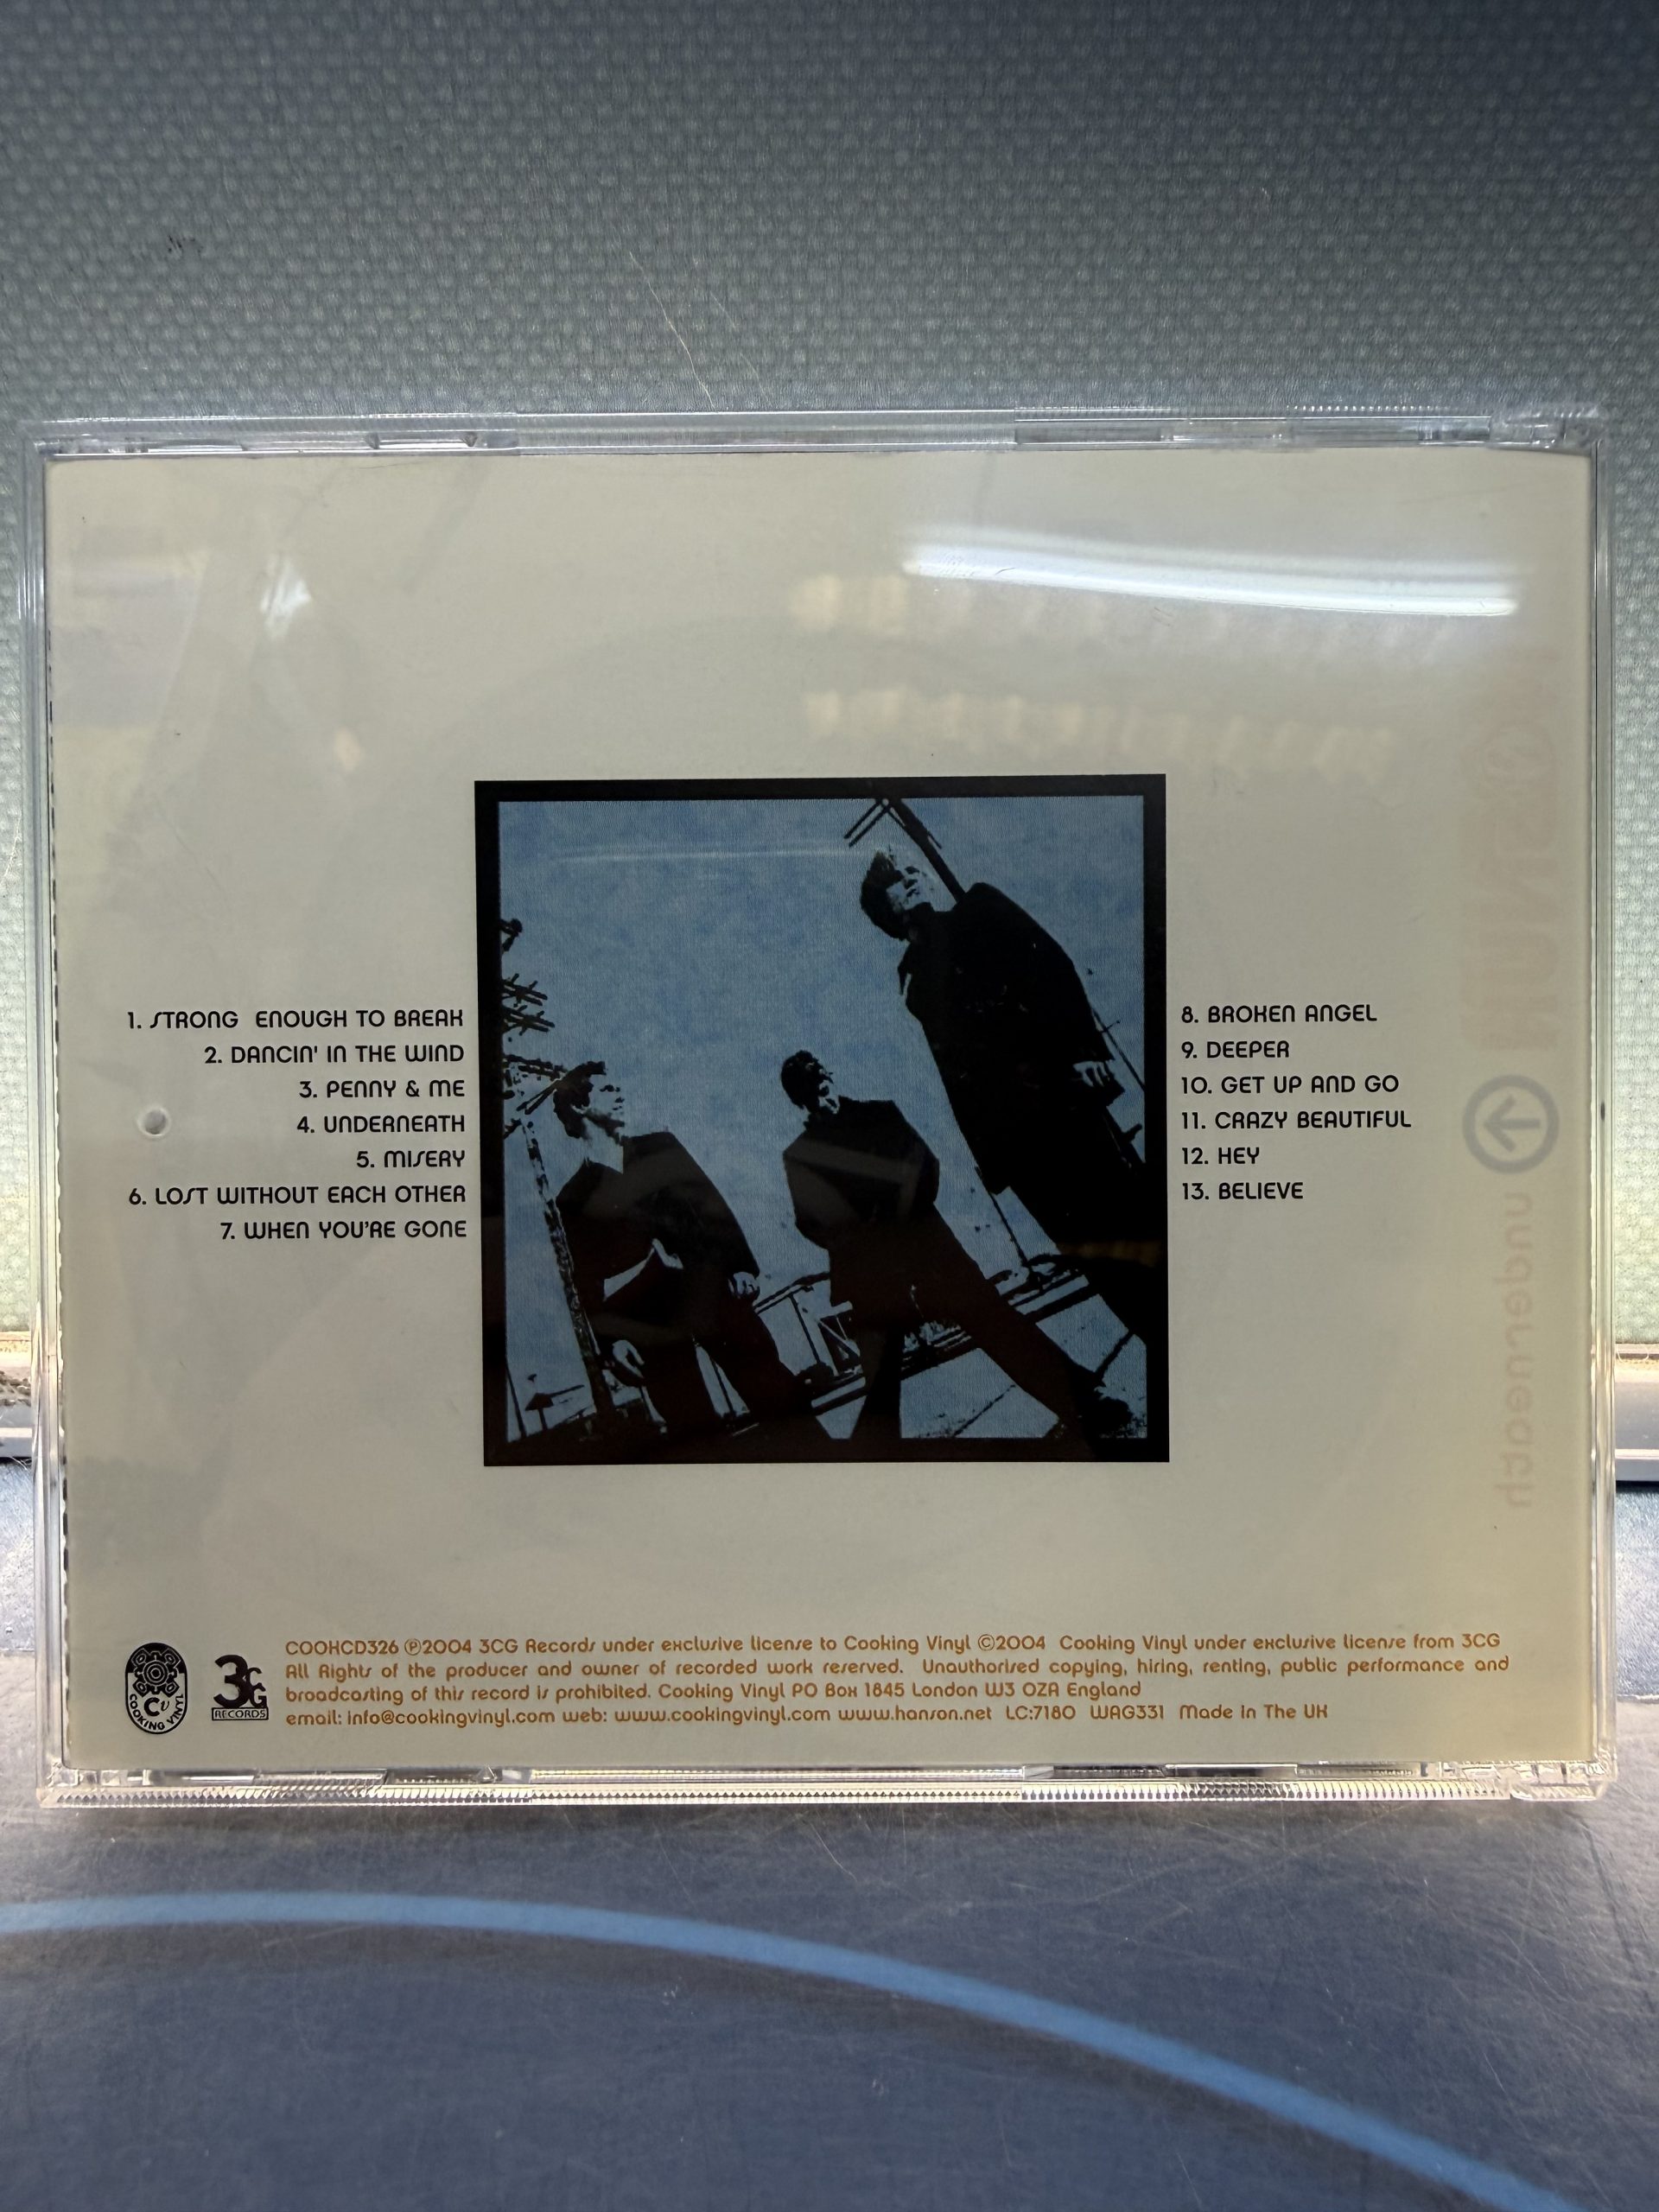 1. STRONG ENOUGH TO BREAK
2. DANCIN' IN THE WIND
3. PENNY & ME
4. UNDERNEATH
5. MISERY
6. LOST WITHOUT EACH OTHER
7. WHEN YOU'RE GONE
8. BROKEN ANGEL
9. DEEPER
10. GET UP AND GO
11. CRAZY BEAUTIFUL
12. HEY
13. BELIEVE
underneath
COOKING VINYL
CV
3CG
RECORDS
COOKCD326 ℗2004 3CG Records under exclusive license to Cooking Vinyl ©2004 Cooking Vinyl under exclusive license from 3CG
All Rights of the producer and owner of recorded work reserved. Unauthorised copying, hiring, renting, public performance and
broadcasting of this record is prohibited. Cooking Vinyl PO Box 1845 London W3 0ZA England
email: info@cookingvinyl.com web: www.cookingvinyl.com www.hanson.net LC:7180 WAG331 Made in The UK